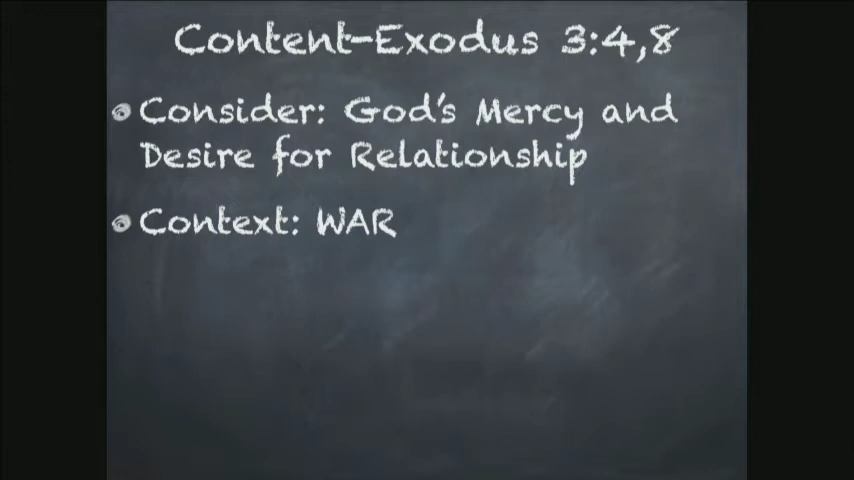 Content-Exodus 3:4,8
Consider: God's Mercy and
Desire for Relationship
Context: WAR